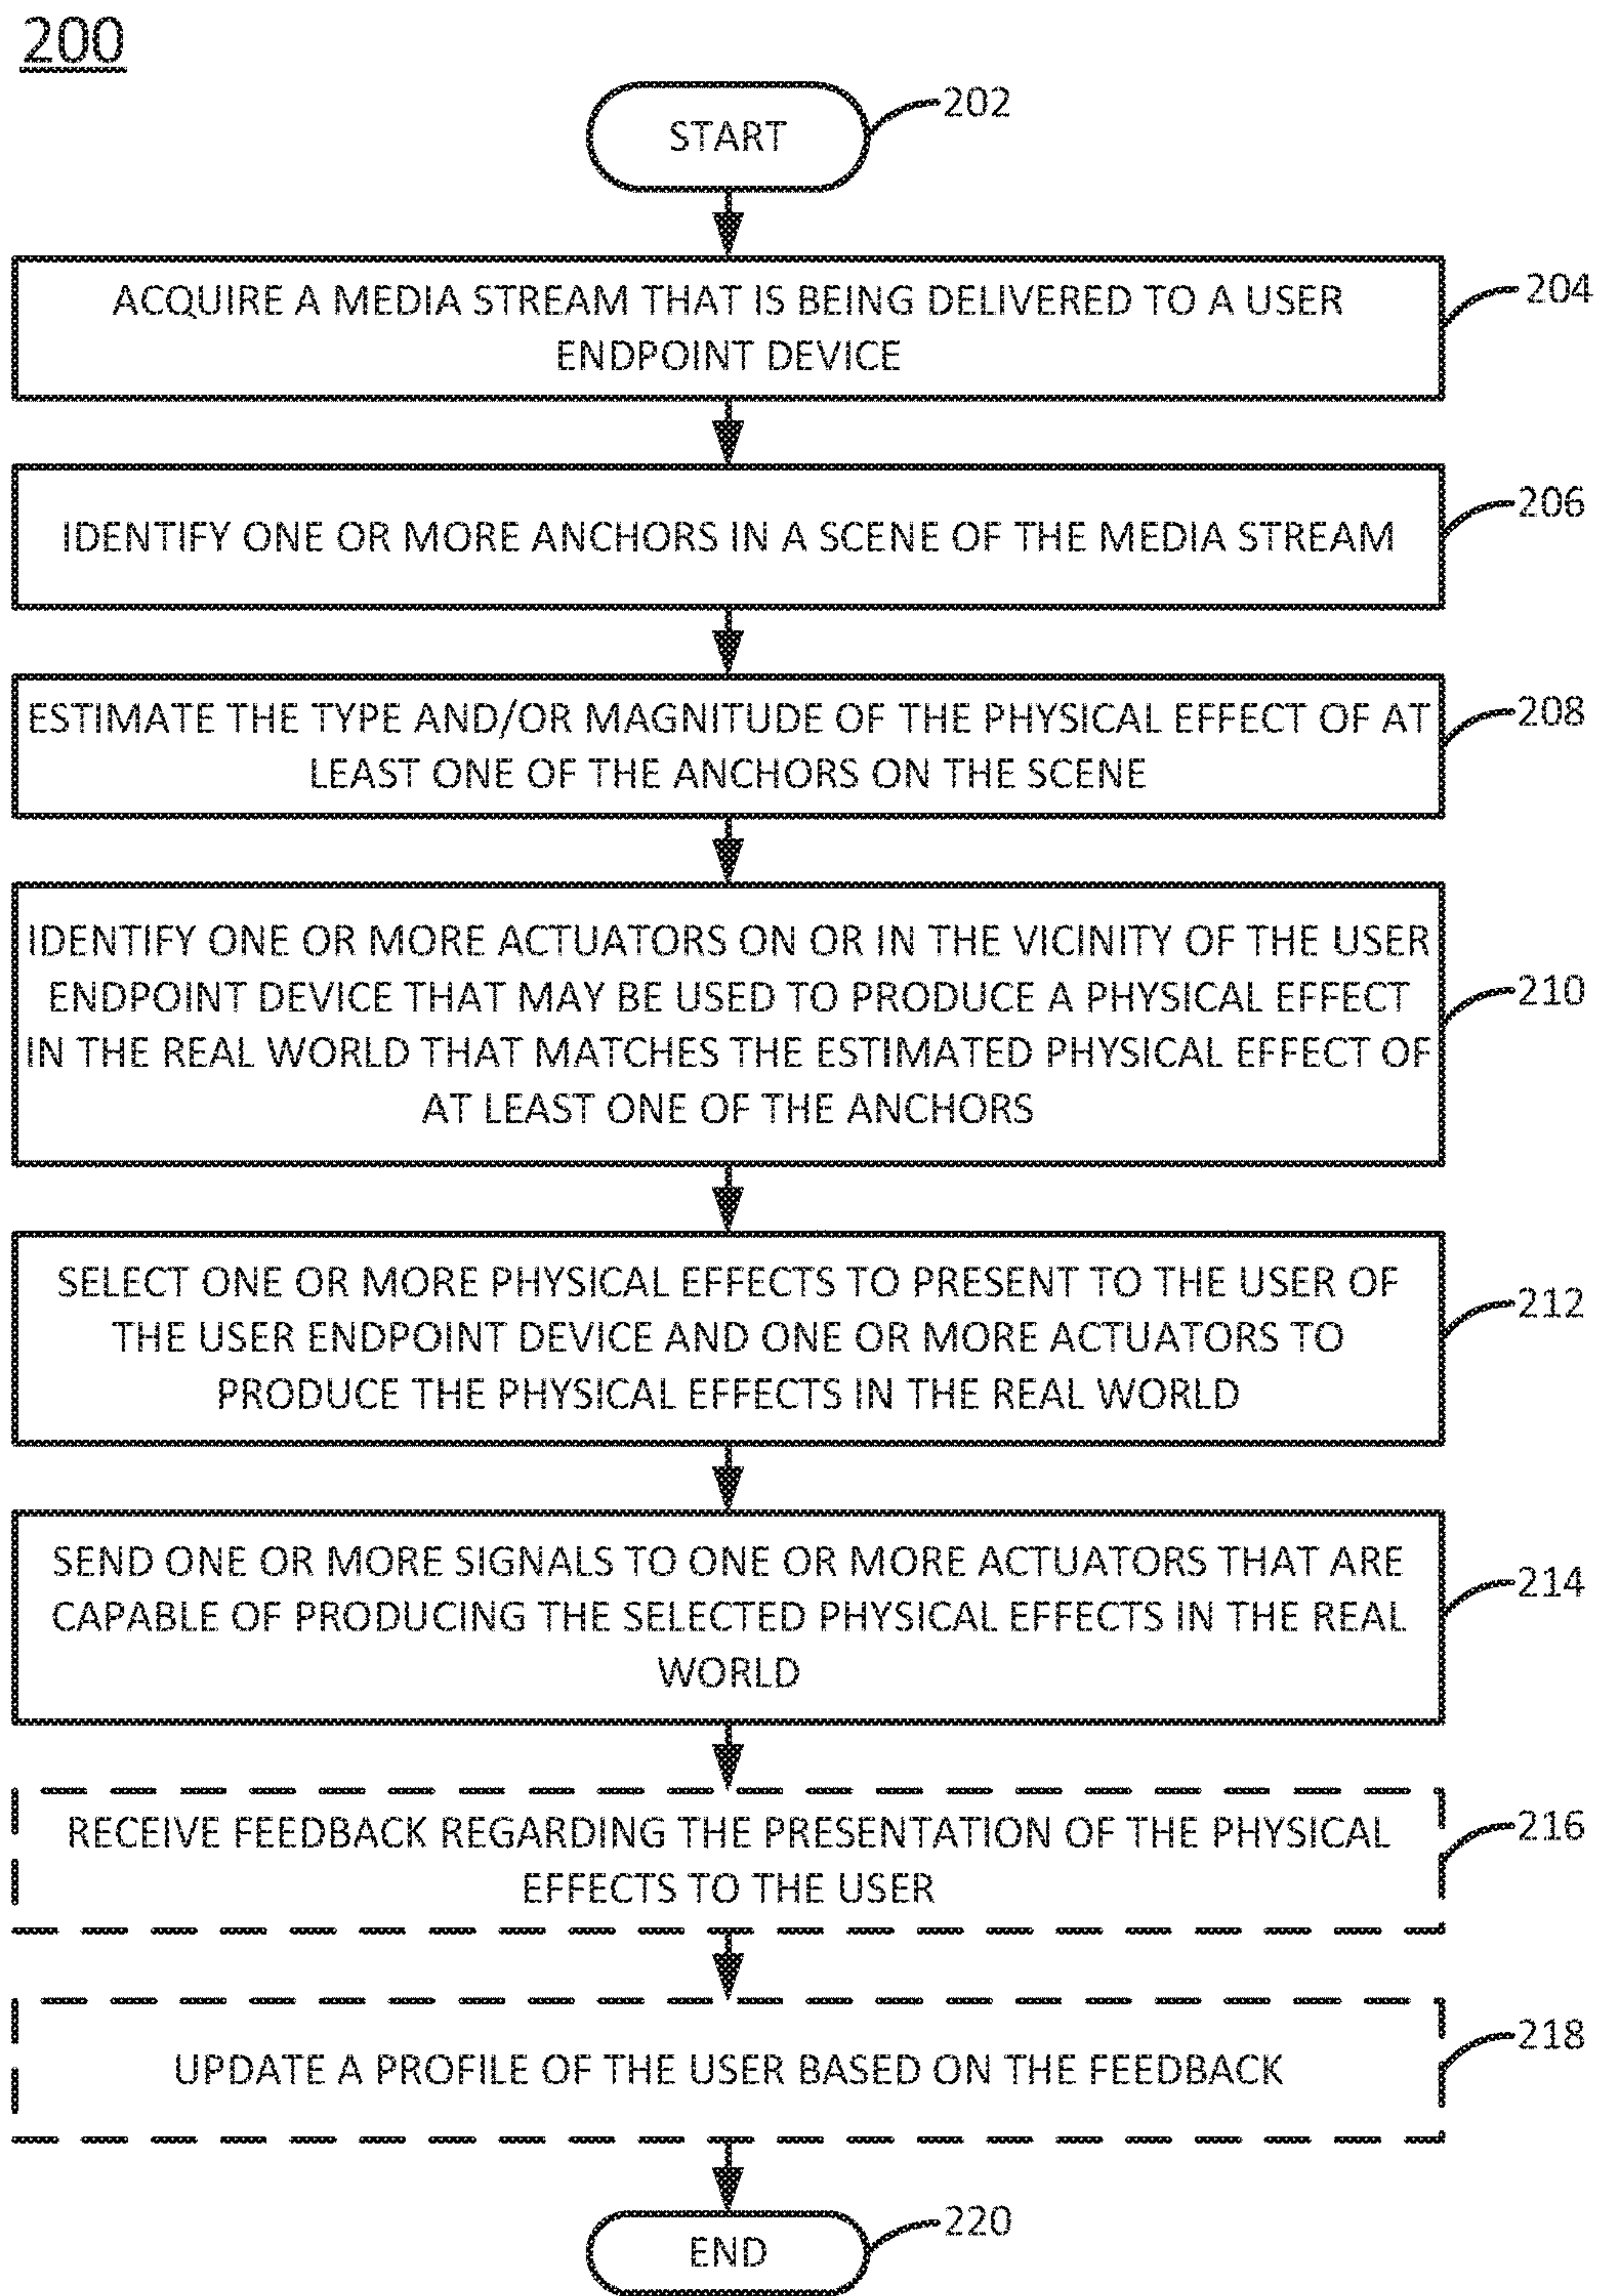 200
START
202
ACQUIRE A MEDIA STREAM THAT IS BEING DELIVERED TO A USER
ENDPOINT DEVICE
204
IDENTIFY ONE OR MORE ANCHORS IN A SCENE OF THE MEDIA STREAM
206
ESTIMATE THE TYPE AND/OR MAGNITUDE OF THE PHYSICAL EFFECT OF AT
LEAST ONE OF THE ANCHORS ON THE SCENE
208
IDENTIFY ONE OR MORE ACTUATORS ON OR IN THE VICINITY OF THE USER
ENDPOINT DEVICE THAT MAY BE USED TO PRODUCE A PHYSICAL EFFECT
IN THE REAL WORLD THAT MATCHES THE ESTIMATED PHYSICAL EFFECT OF
AT LEAST ONE OF THE ANCHORS
210
SELECT ONE OR MORE PHYSICAL EFFECTS TO PRESENT TO THE USER OF
THE USER ENDPOINT DEVICE AND ONE OR MORE ACTUATORS TO
PRODUCE THE PHYSICAL EFFECTS IN THE REAL WORLD
212
SEND ONE OR MORE SIGNALS TO ONE OR MORE ACTUATORS THAT ARE
CAPABLE OF PRODUCING THE SELECTED PHYSICAL EFFECTS IN THE REAL
WORLD
214
RECEIVE FEEDBACK REGARDING THE PRESENTATION OF THE PHYSICAL
EFFECTS TO THE USER
216
UPDATE A PROFILE OF THE USER BASED ON THE FEEDBACK
218
END
220